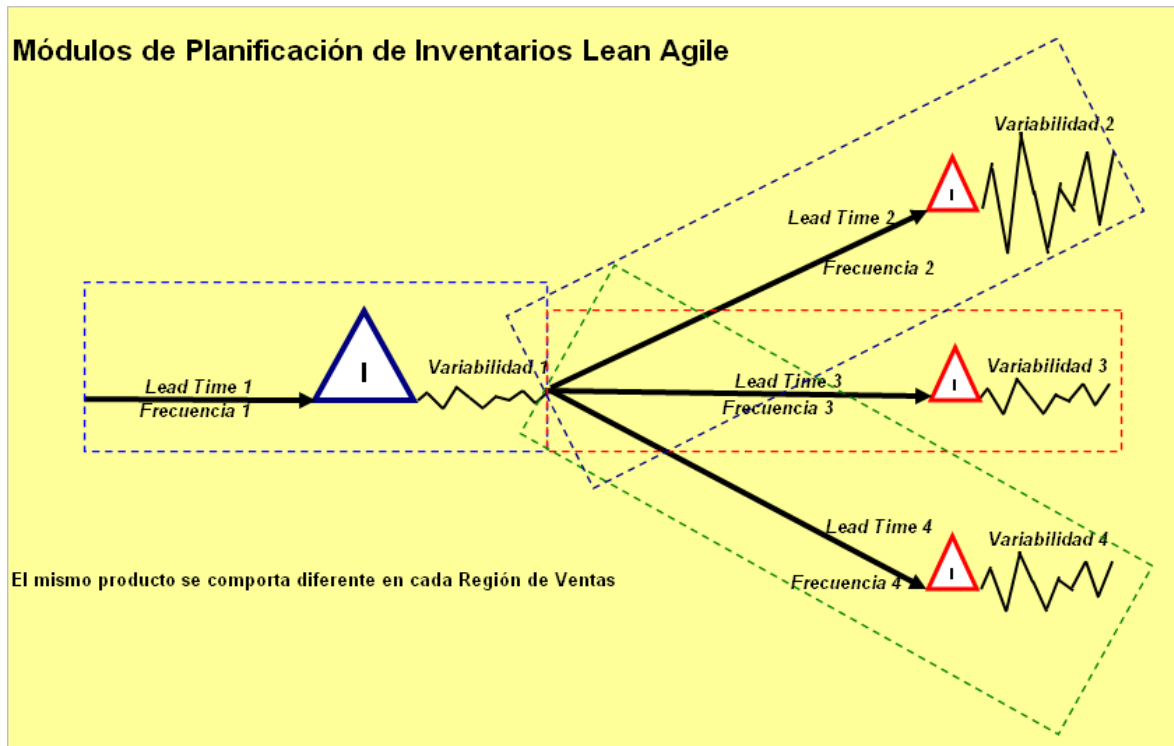 Módulos de Planificación de Inventarios Lean Agile
Variabilidad 2
I
Lead Time 2
Frecuencia 2
I
Variabilidad 1
Lead Time 1
Frecuencia 1
Variabilidad 3
I
Lead Time 3
Frecuencia 3
Lead Time 4
Variabilidad 4
I
Frecuencia 4
El mismo producto se comporta diferente en cada Región de Ventas